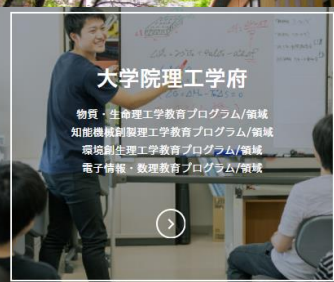 大学院理工学府
物質・生命理工学教育プログラム/領域
知能機械創製理工学教育プログラム/領域
環境創生理工学教育プログラム/領域
電子情報・数理教育プログラム/領域